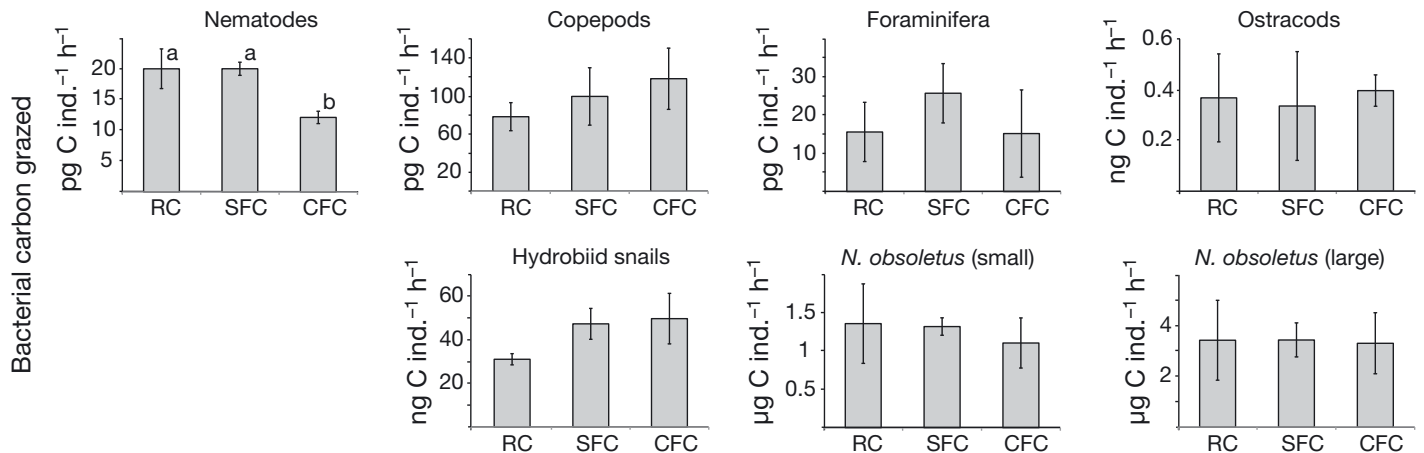 Bacterial carbon grazed
Nematodes
pg C ind.⁻¹ h⁻¹
20
15
10
5
a
a
b
RC SFC CFC
Copepods
pg C ind.⁻¹ h⁻¹
140
100
60
20
RC SFC CFC
Foraminifera
pg C ind.⁻¹ h⁻¹
30
20
10
RC SFC CFC
Ostracods
ng C ind.⁻¹ h⁻¹
0.6
0.4
0.2
RC SFC CFC
Hydrobiid snails
ng C ind.⁻¹ h⁻¹
60
40
20
RC SFC CFC
N. obsoletus (small)
µg C ind.⁻¹ h⁻¹
1.5
1
0.5
RC SFC CFC
N. obsoletus (large)
µg C ind.⁻¹ h⁻¹
4
2
RC SFC CFC